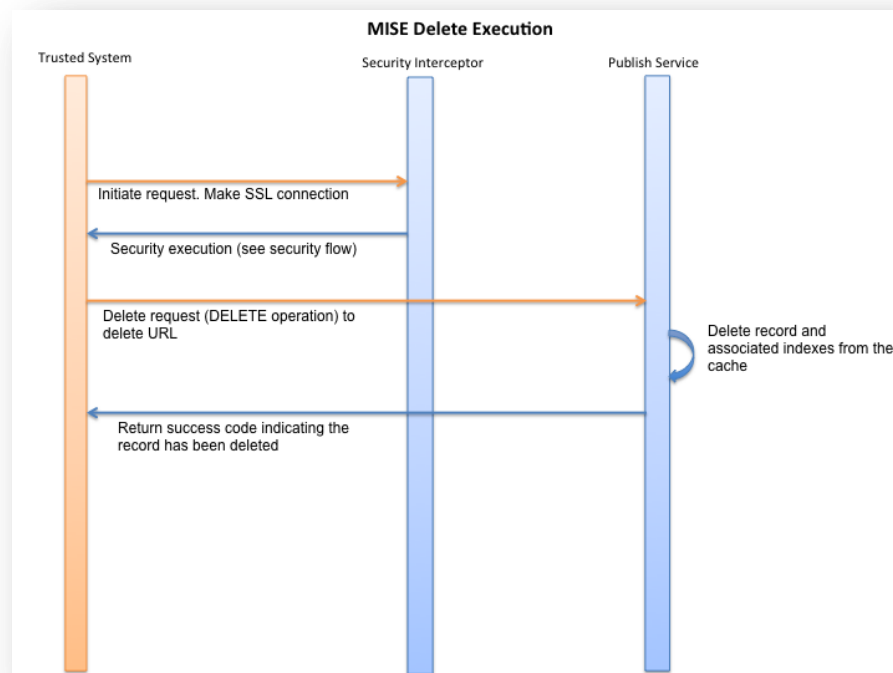 MISE Delete Execution
Trusted System
Security Interceptor
Publish Service
Initiate request. Make SSL connection
Security execution (see security flow)
Delete request (DELETE operation) to
delete URL
Delete record and
associated indexes from the
cache
Return success code indicating the
record has been deleted